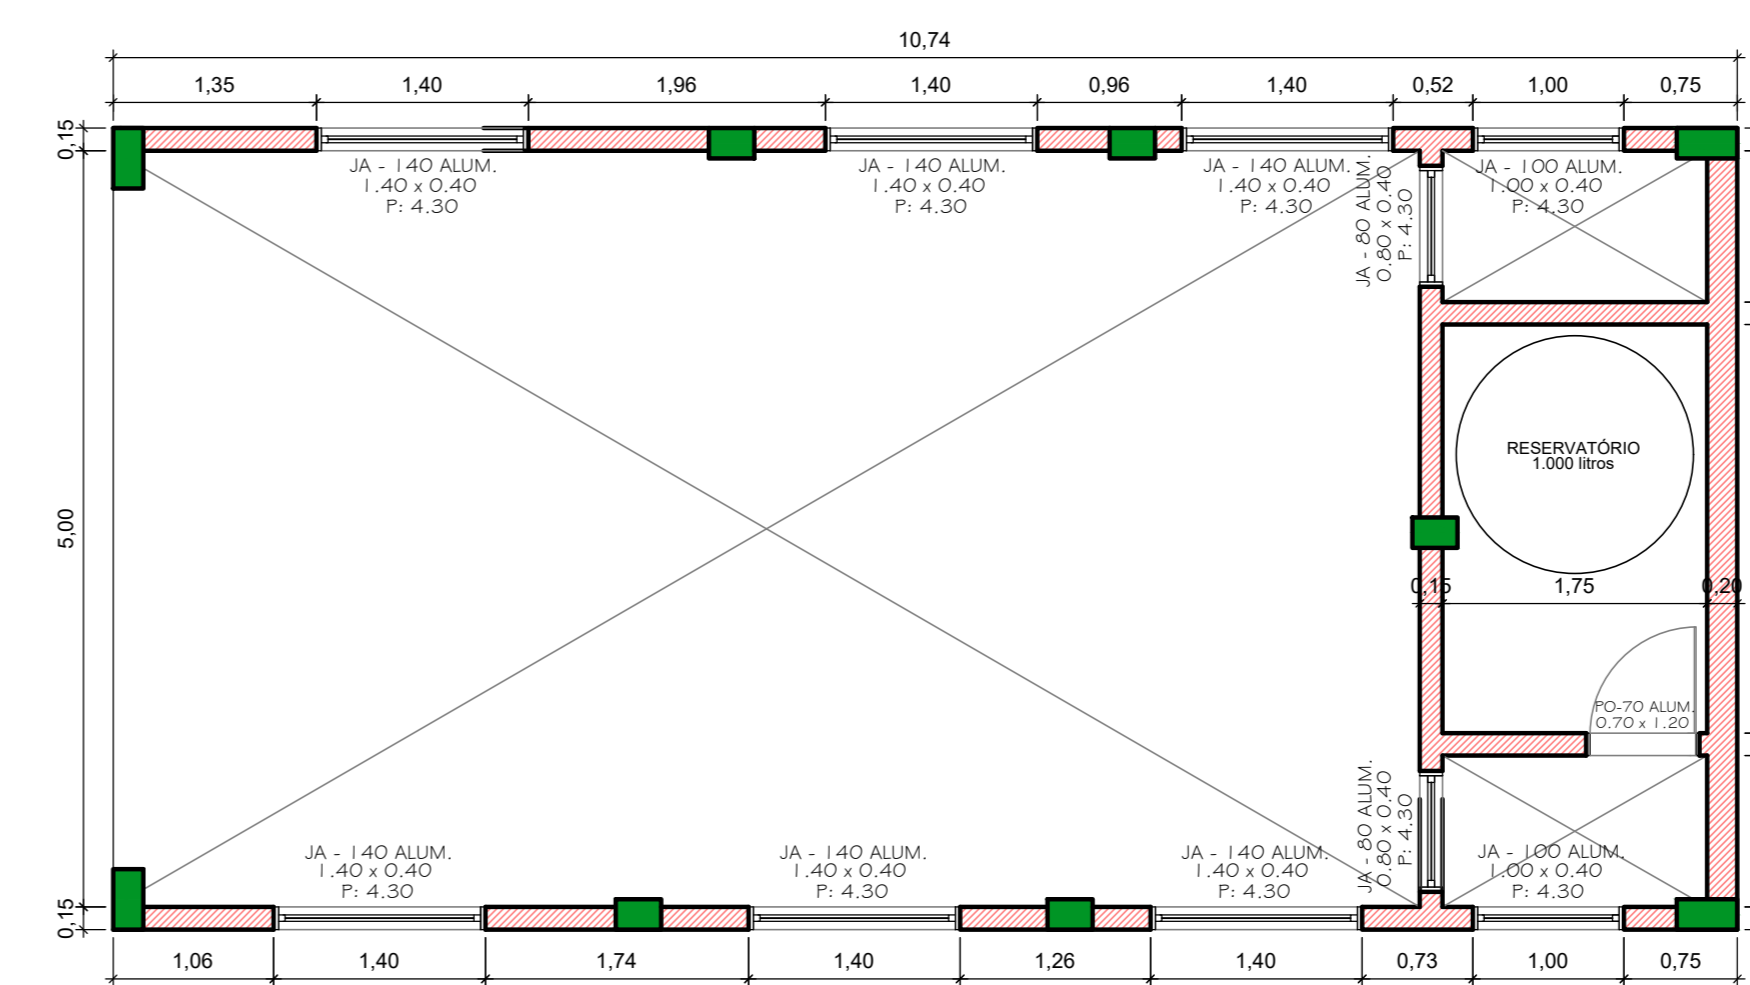 10,74
1,35 1,40 1,96 1,40 0,96 1,40 0,52 1,00 0,75
0,15
JA - 140 ALUM.
1.40 x 0.40
P: 4.30
JA - 140 ALUM.
1.40 x 0.40
P: 4.30
JA - 140 ALUM.
1.40 x 0.40
P: 4.30
JA - 80 ALUM.
0.80 x 0.40
P: 4.30
JA - 100 ALUM.
1.00 x 0.40
P: 4.30
RESERVATÓRIO
1.000 litros
5,00
0,15 1,75 0,20
PO-70 ALUM.
0.70 x 1.20
JA - 140 ALUM.
1.40 x 0.40
P: 4.30
JA - 140 ALUM.
1.40 x 0.40
P: 4.30
JA - 140 ALUM.
1.40 x 0.40
P: 4.30
JA - 80 ALUM.
0.80 x 0.40
P: 4.30
JA - 100 ALUM.
1.00 x 0.40
P: 4.30
0,15
1,06 1,40 1,74 1,40 1,26 1,40 0,73 1,00 0,75